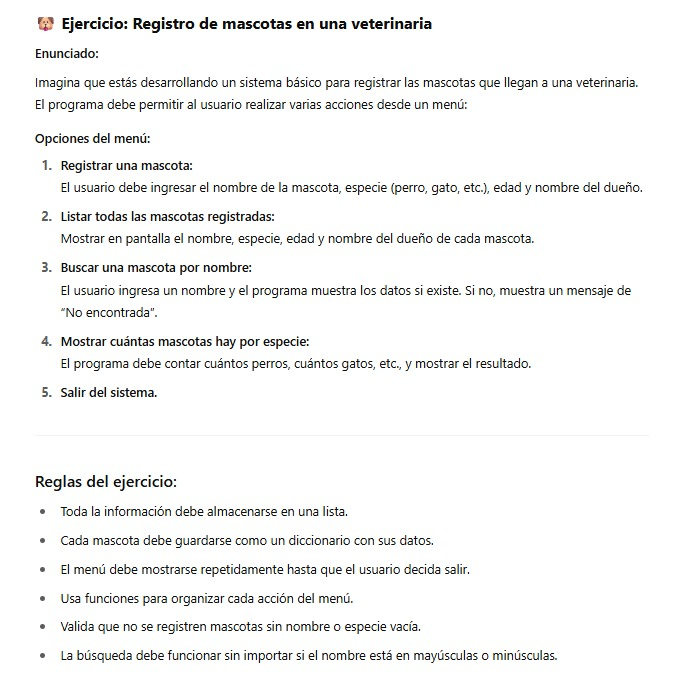 Ejercicio: Registro de mascotas en una veterinaria
Enunciado:
Imagina que estás desarrollando un sistema básico para registrar las mascotas que llegan a una veterinaria.
El programa debe permitir al usuario realizar varias acciones desde un menú:
Opciones del menú:
1. Registrar una mascota:
El usuario debe ingresar el nombre de la mascota, especie (perro, gato, etc.), edad y nombre del dueño.
2. Listar todas las mascotas registradas:
Mostrar en pantalla el nombre, especie, edad y nombre del dueño de cada mascota.
3. Buscar una mascota por nombre:
El usuario ingresa un nombre y el programa muestra los datos si existe. Si no, muestra un mensaje de
“No encontrada”.
4. Mostrar cuántas mascotas hay por especie:
El programa debe contar cuántos perros, cuántos gatos, etc., y mostrar el resultado.
5. Salir del sistema.
Reglas del ejercicio:
• Toda la información debe almacenarse en una lista.
• Cada mascota debe guardarse como un diccionario con sus datos.
• El menú debe mostrarse repetidamente hasta que el usuario decida salir.
• Usa funciones para organizar cada acción del menú.
• Valida que no se registren mascotas sin nombre o especie vacía.
• La búsqueda debe funcionar sin importar si el nombre está en mayúsculas o minúsculas.